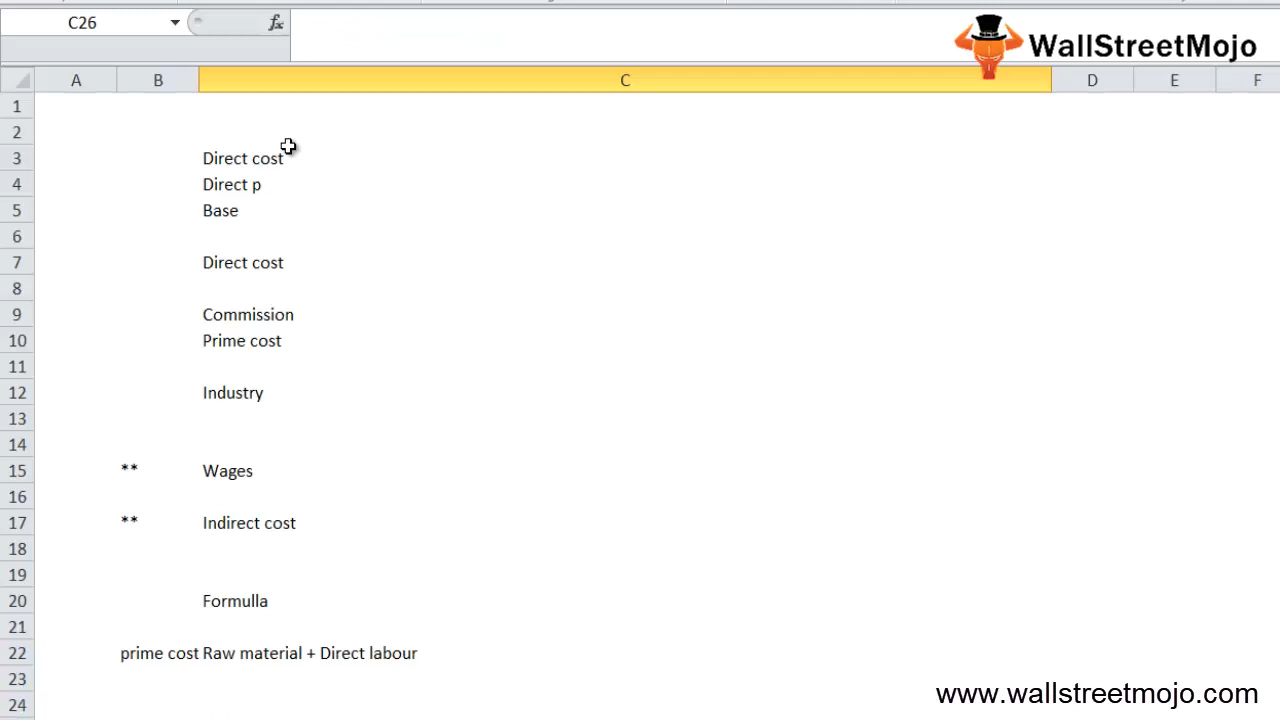 C26
fx
WallStreetMojo
A B C D E F
1
2
3 Direct cost
4 Direct p
5 Base
6
7 Direct cost
8
9 Commission
10 Prime cost
11
12 Industry
13
14
15 ** Wages
16
17 ** Indirect cost
18
19
20 Formulla
21
22 prime cost Raw material + Direct labour
23
24
www.wallstreetmojo.com